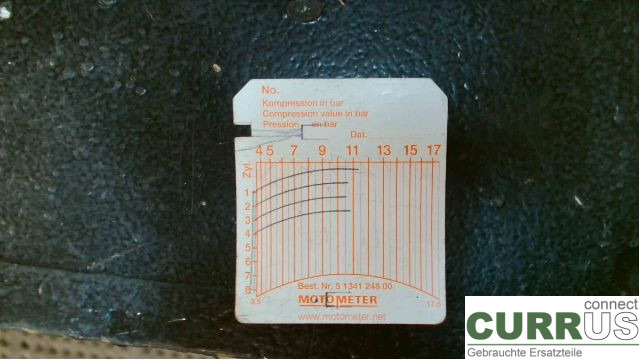 No.
Kompression in bar
Compression value in bar
Pression en bar
Dat.
4 5 7 9 11 13 15 17
Zyl.
1
2
3
4
5
6
7
8
3,5 17,5
Best. Nr. 5 1341 248 00
MOTOMETER
www.motometer.net
connect
CURRUS
Gebrauchte Ersatzteile